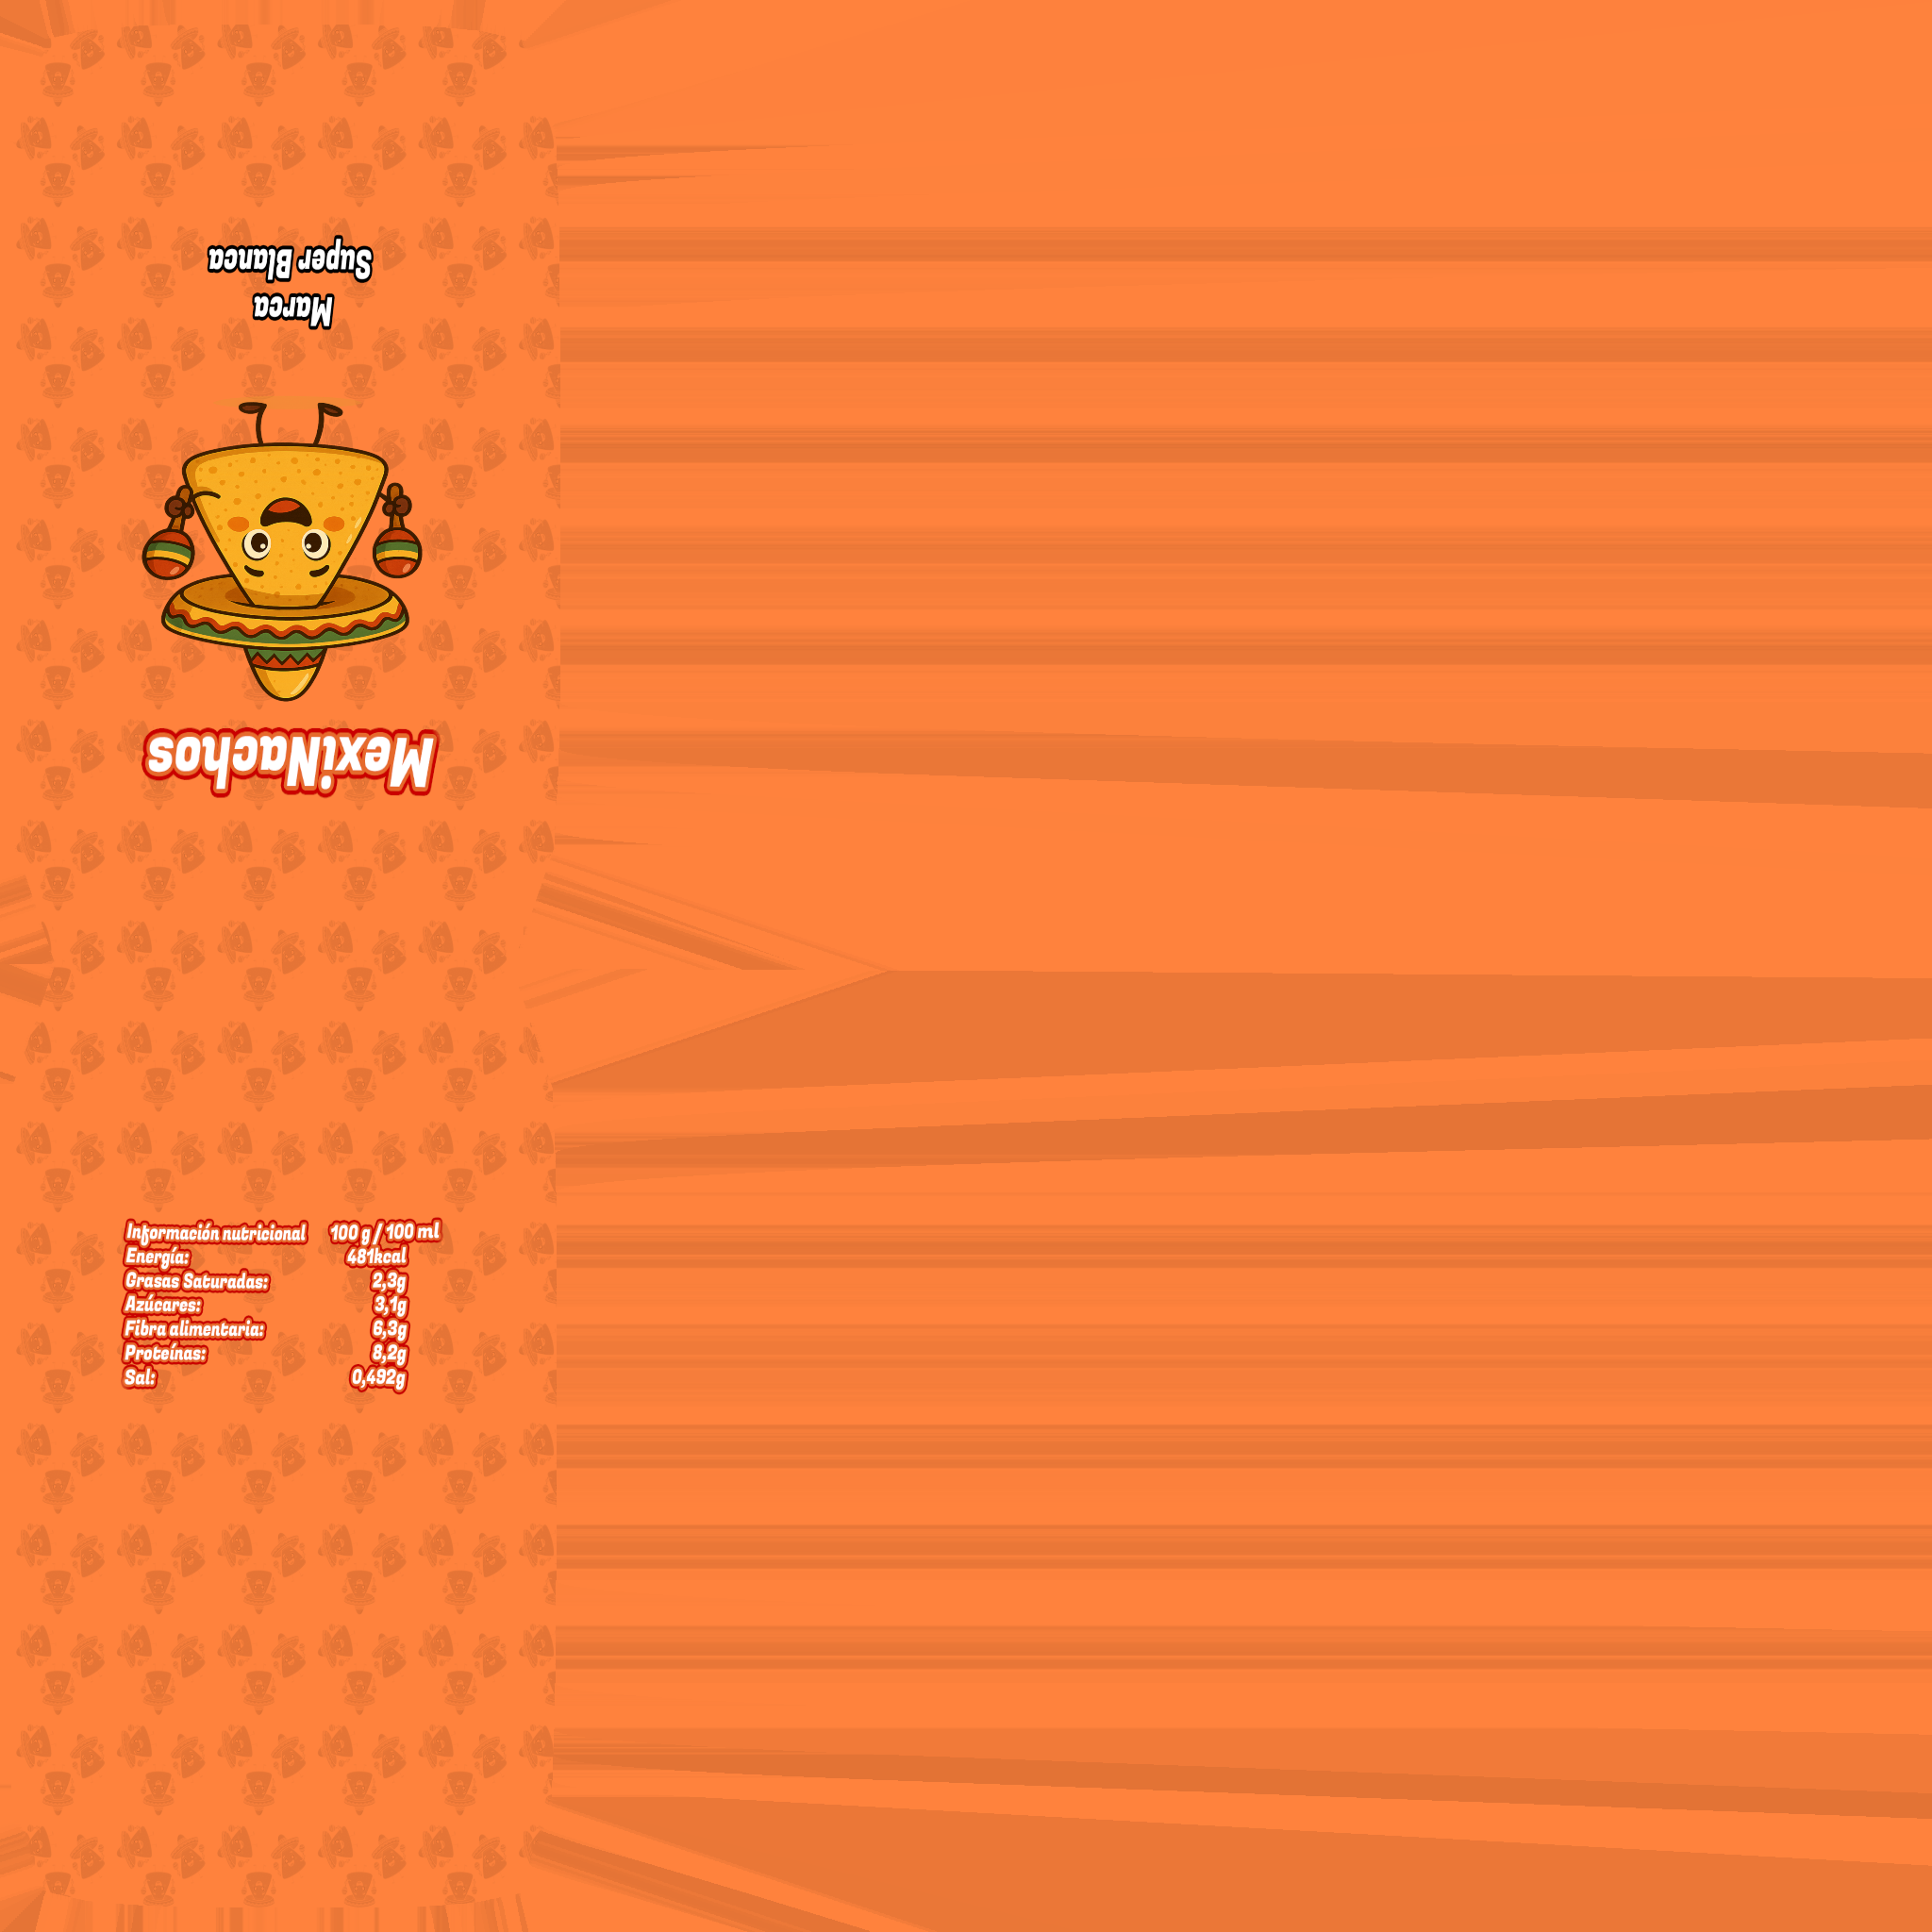 MexiNachos
Marca
Super Blanca
Información nutricional 100 g / 100 ml
Energía: 481kcal
Grasas Saturadas: 2,3g
Azúcares: 3,1g
Fibra alimentaria: 6,3g
Proteínas: 8,2g
Sal: 0,492g